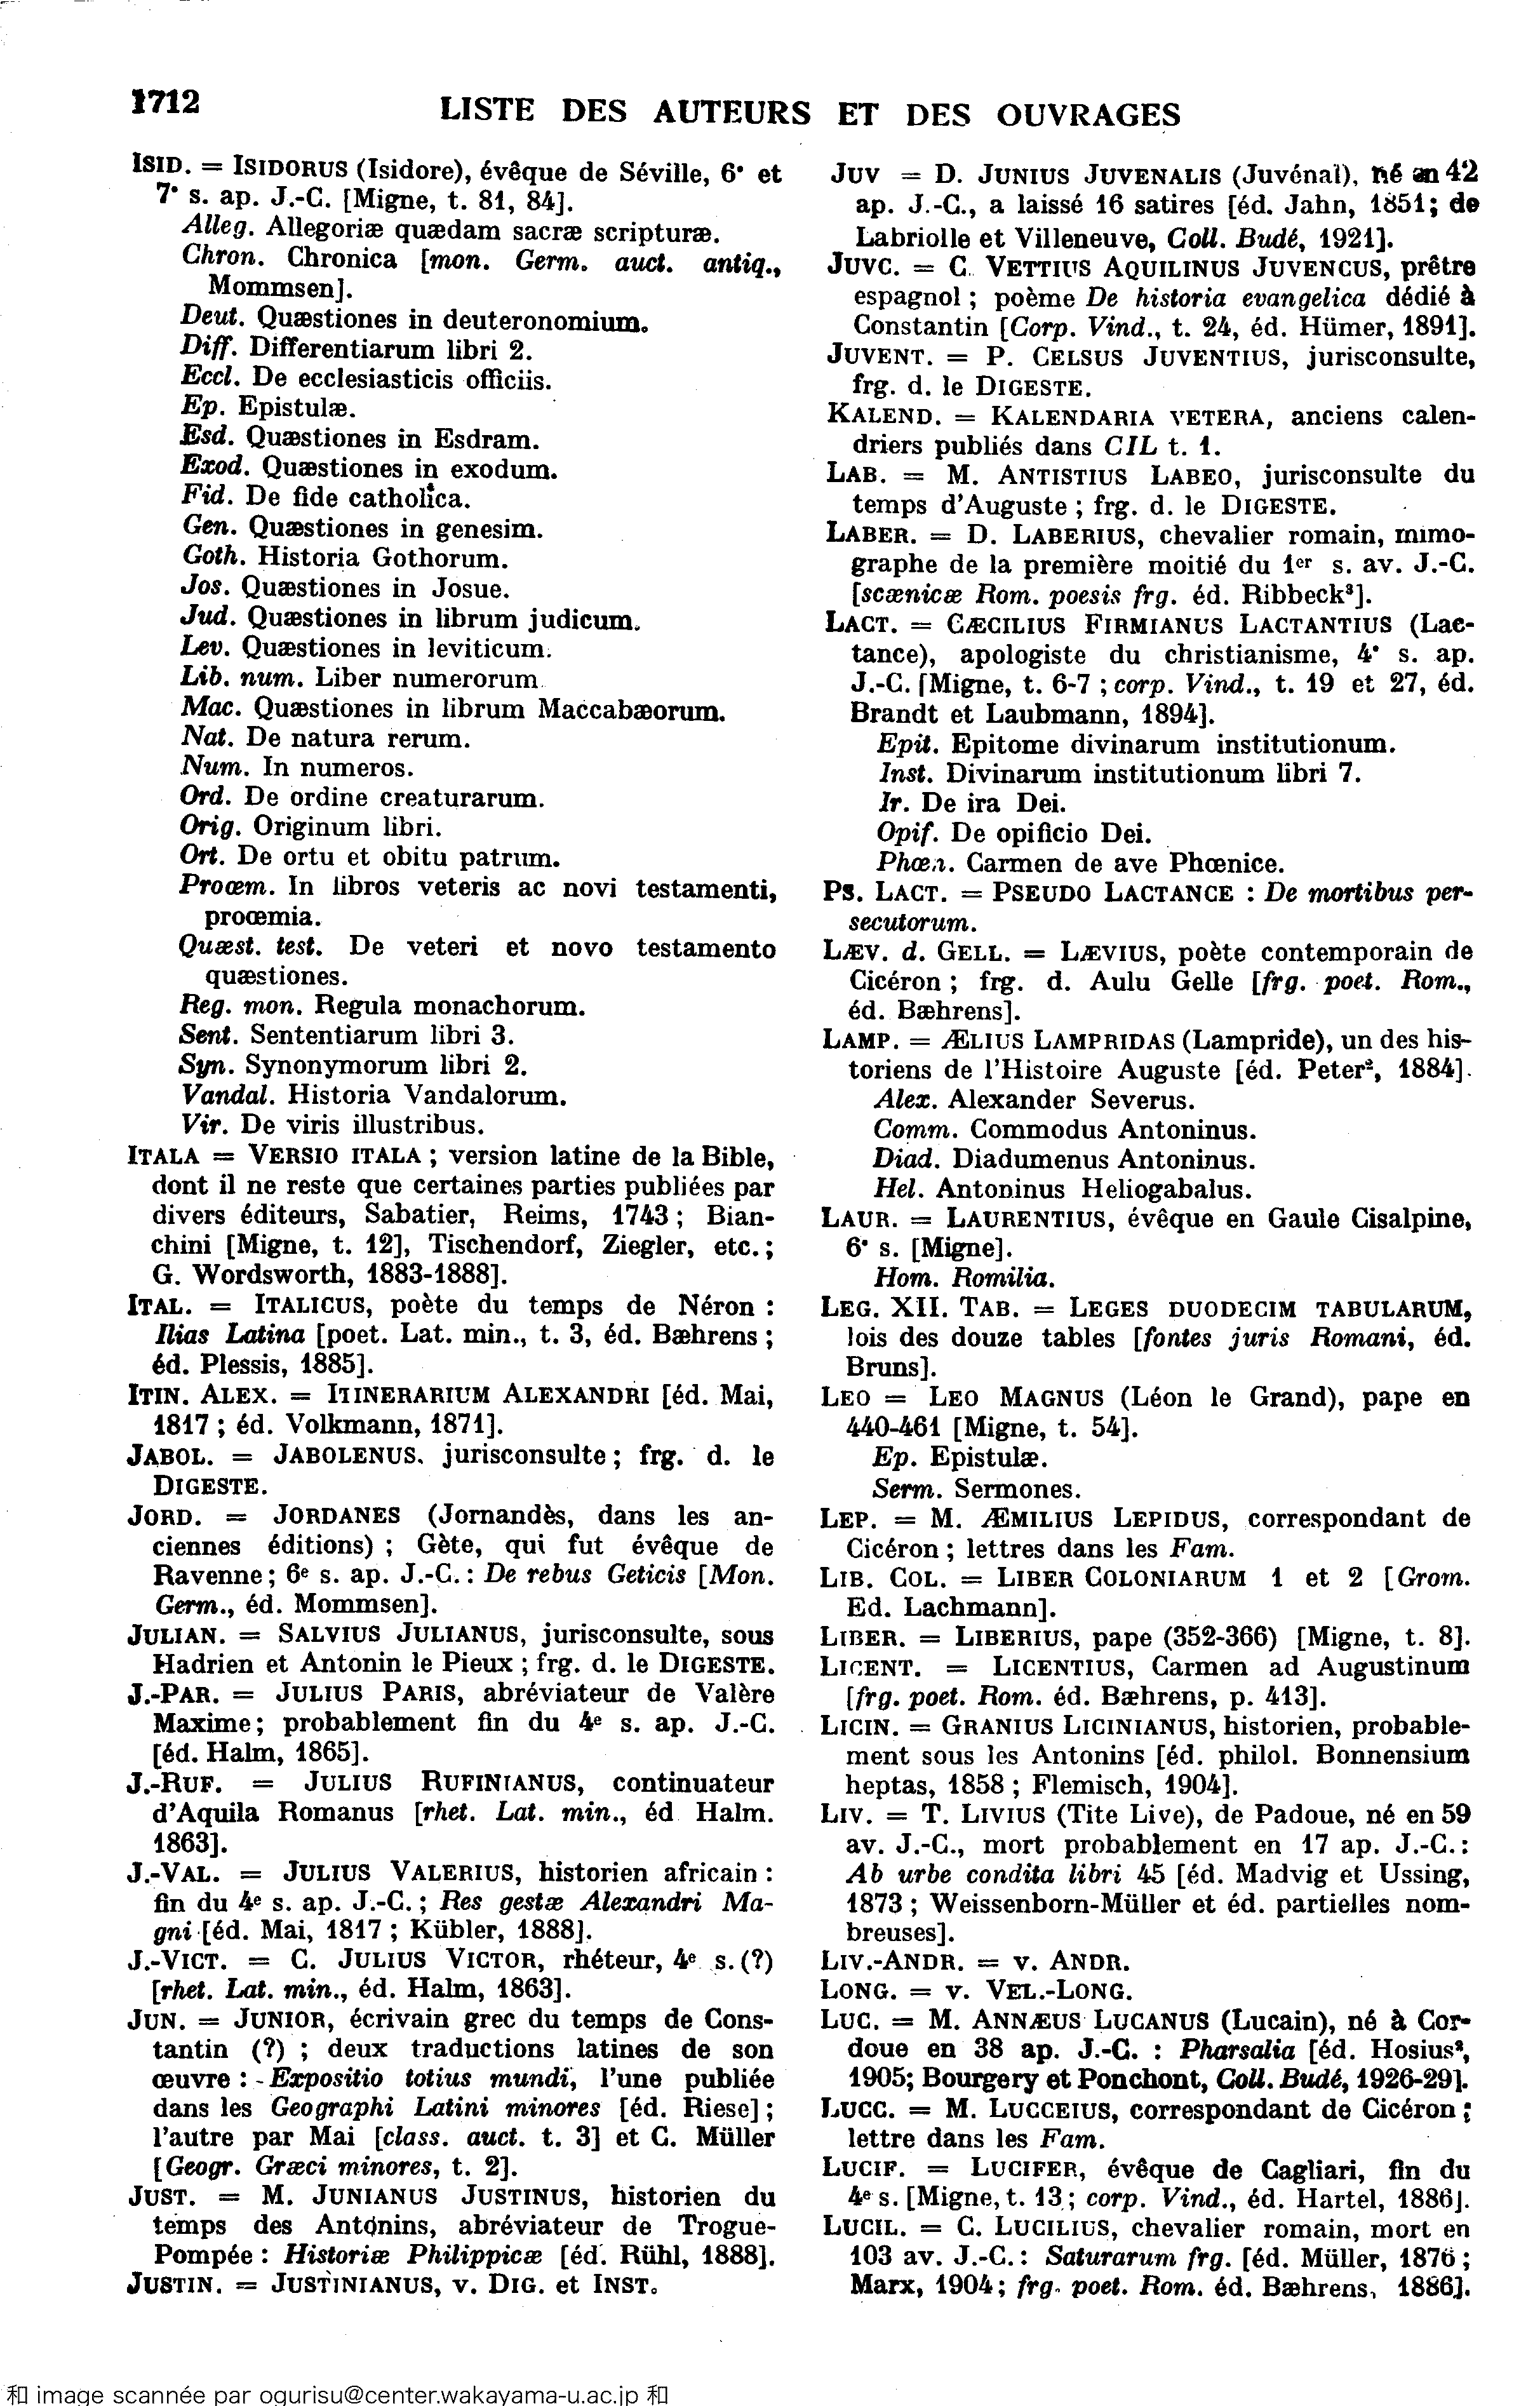 1712
LISTE DES AUTEURS ET DES OUVRAGES
ISID. = ISIDORUS (Isidore), évêque de Séville, 6e et
7e s. ap. J.-C. [Migne, t. 81, 84].
Alleg. Allegoriæ quædam sacræ scripturæ.
Chron. Chronica [mon. Germ. auct. antiq.,
Mommsen].
Deut. Quæstiones in deuteronomium.
Diff. Differentiarum libri 2.
Eccl. De ecclesiasticis officiis.
Ep. Epistulæ.
Esd. Quæstiones in Esdram.
Exod. Quæstiones in exodum.
Fid. De fide catholica.
Gen. Quæstiones in genesim.
Goth. Historia Gothorum.
Jos. Quæstiones in Josue.
Jud. Quæstiones in librum judicum.
Lev. Quæstiones in leviticum.
Lib. num. Liber numerorum
Mac. Quæstiones in librum Maccabæorum.
Nat. De natura rerum.
Num. In numeros.
Ord. De ordine creaturarum.
Orig. Originum libri.
Ort. De ortu et obitu patrum.
Proœm. In libros veteris ac novi testamenti,
proœmia.
Quæst. test. De veteri et novo testamento
quæstiones.
Reg. mon. Regula monachorum.
Sent. Sententiarum libri 3.
Syn. Synonymorum libri 2.
Vandal. Historia Vandalorum.
Vir. De viris illustribus.
ITALA = VERSIO ITALA ; version latine de la Bible,
dont il ne reste que certaines parties publiées par
divers éditeurs, Sabatier, Reims, 1743 ; Bian-
chini [Migne, t. 12], Tischendorf, Ziegler, etc. ;
G. Wordsworth, 1883-1888].
ITAL. = ITALICUS, poète du temps de Néron :
Ilias Latina [poet. Lat. min., t. 3, éd. Bæhrens ;
éd. Plessis, 1885].
ITIN. ALEX. = ITINERARIUM ALEXANDRI [éd. Mai,
1817 ; éd. Volkmann, 1871].
JABOL. = JABOLENUS, jurisconsulte ; frg. d. le
DIGESTE.
JORD. = JORDANES (Jornandès, dans les an-
ciennes éditions) ; Gète, qui fut évêque de
Ravenne ; 6e s. ap. J.-C. : De rebus Geticis [Mon.
Germ., éd. Mommsen].
JULIAN. = SALVIUS JULIANUS, jurisconsulte, sous
Hadrien et Antonin le Pieux ; frg. d. le DIGESTE.
J.-PAR. = JULIUS PARIS, abréviateur de Valère
Maxime ; probablement fin du 4e s. ap. J.-C.
[éd. Halm, 1865].
J.-RUF. = JULIUS RUFINIANUS, continuateur
d'Aquila Romanus [rhet. Lat. min., éd Halm.
1863].
J.-VAL. = JULIUS VALERIUS, historien africain :
fin du 4e s. ap. J.-C. ; Res gestæ Alexandri Ma-
gni [éd. Mai, 1817 ; Kübler, 1888].
J.-VICT. = C. JULIUS VICTOR, rhéteur, 4e s. (?)
[rhet. Lat. min., éd. Halm, 1863].
JUN. = JUNIOR, écrivain grec du temps de Cons-
tantin (?) ; deux traductions latines de son
œuvre : Expositio totius mundi, l'une publiée
dans les Geographi Latini minores [éd. Riese] ;
l'autre par Mai [class. auct. t. 3] et C. Müller
[Geogr. Græci minores, t. 2].
JUST. = M. JUNIANUS JUSTINUS, historien du
temps des Antonins, abréviateur de Trogue-
Pompée : Historiæ Philippicæ [éd. Rühl, 1888].
JUSTIN. = JUSTINIANUS, v. DIG. et INST.
JUV = D. JUNIUS JUVENALIS (Juvénal), né en 42
ap. J.-C., a laissé 16 satires [éd. Jahn, 1851 ; de
Labriolle et Villeneuve, Coll. Budé, 1921].
JUVC. = C. VETTIUS AQUILINUS JUVENCUS, prêtre
espagnol ; poème De historia evangelica dédié à
Constantin [Corp. Vind., t. 24, éd. Hümer, 1891].
JUVENT. = P. CELSUS JUVENTIUS, jurisconsulte,
frg. d. le DIGESTE.
KALEND. = KALENDARIA VETERA, anciens calen-
driers publiés dans CIL t. 1.
LAB. = M. ANTISTIUS LABEO, jurisconsulte du
temps d'Auguste ; frg. d. le DIGESTE.
LABER. = D. LABERIUS, chevalier romain, mimo-
graphe de la première moitié du 1er s. av. J.-C.
[scænicæ Rom. poesis frg. éd. Ribbeck³].
LACT. = CÆCILIUS FIRMIANUS LACTANTIUS (Lac-
tance), apologiste du christianisme, 4e s. ap.
J.-C. [Migne, t. 6-7 ; corp. Vind., t. 19 et 27, éd.
Brandt et Laubmann, 1894].
Epit. Epitome divinarum institutionum.
Inst. Divinarum institutionum libri 7.
Ir. De ira Dei.
Opif. De opificio Dei.
Phœn. Carmen de ave Phœnice.
PS. LACT. = PSEUDO LACTANCE : De mortibus per-
secutorum.
LÆV. d. GELL. = LÆVIUS, poète contemporain de
Cicéron ; frg. d. Aulu Gelle [frg. poet. Rom.,
éd. Bæhrens].
LAMP. = ÆLIUS LAMPRIDAS (Lampride), un des his-
toriens de l'Histoire Auguste [éd. Peter², 1884].
Alex. Alexander Severus.
Comm. Commodus Antoninus.
Diad. Diadumenus Antoninus.
Hel. Antoninus Heliogabalus.
LAUR. = LAURENTIUS, évêque en Gaule Cisalpine,
6e s. [Migne].
Hom. Romilia.
LEG. XII. TAB. = LEGES DUODECIM TABULARUM,
lois des douze tables [fontes juris Romani, éd.
Bruns].
LEO = LEO MAGNUS (Léon le Grand), pape en
440-461 [Migne, t. 54].
Ep. Epistulæ.
Serm. Sermones.
LEP. = M. ÆMILIUS LEPIDUS, correspondant de
Cicéron ; lettres dans les Fam.
LIB. COL. = LIBER COLONIARUM 1 et 2 [Grom.
Ed. Lachmann].
LIBER. = LIBERIUS, pape (352-366) [Migne, t. 8].
LICENT. = LICENTIUS, Carmen ad Augustinum
[frg. poet. Rom. éd. Bæhrens, p. 413].
LICIN. = GRANIUS LICINIANUS, historien, probable-
ment sous les Antonins [éd. philol. Bonnensium
heptas, 1858 ; Flemisch, 1904].
LIV. = T. LIVIUS (Tite Live), de Padoue, né en 59
av. J.-C., mort probablement en 17 ap. J.-C. :
Ab urbe condita libri 45 [éd. Madvig et Ussing,
1873 ; Weissenborn-Müller et éd. partielles nom-
breuses].
LIV.-ANDR. = v. ANDR.
LONG. = v. VEL.-LONG.
LUC. = M. ANNÆUS LUCANUS (Lucain), né à Cor-
doue en 38 ap. J.-C. : Pharsalia [éd. Hosius³,
1905; Bourgery et Ponchont, Coll. Budé, 1926-29].
LUCC. = M. LUCCEIUS, correspondant de Cicéron ;
lettre dans les Fam.
LUCIF. = LUCIFER, évêque de Cagliari, fin du
4e s. [Migne, t. 13 ; corp. Vind., éd. Hartel, 1886].
LUCIL. = C. LUCILIUS, chevalier romain, mort en
103 av. J.-C. : Saturarum frg. [éd. Müller, 1876 ;
Marx, 1904 ; frg. poet. Rom. éd. Bæhrens, 1886].
和 image scannée par ogurisu@center.wakayama-u.ac.jp 和